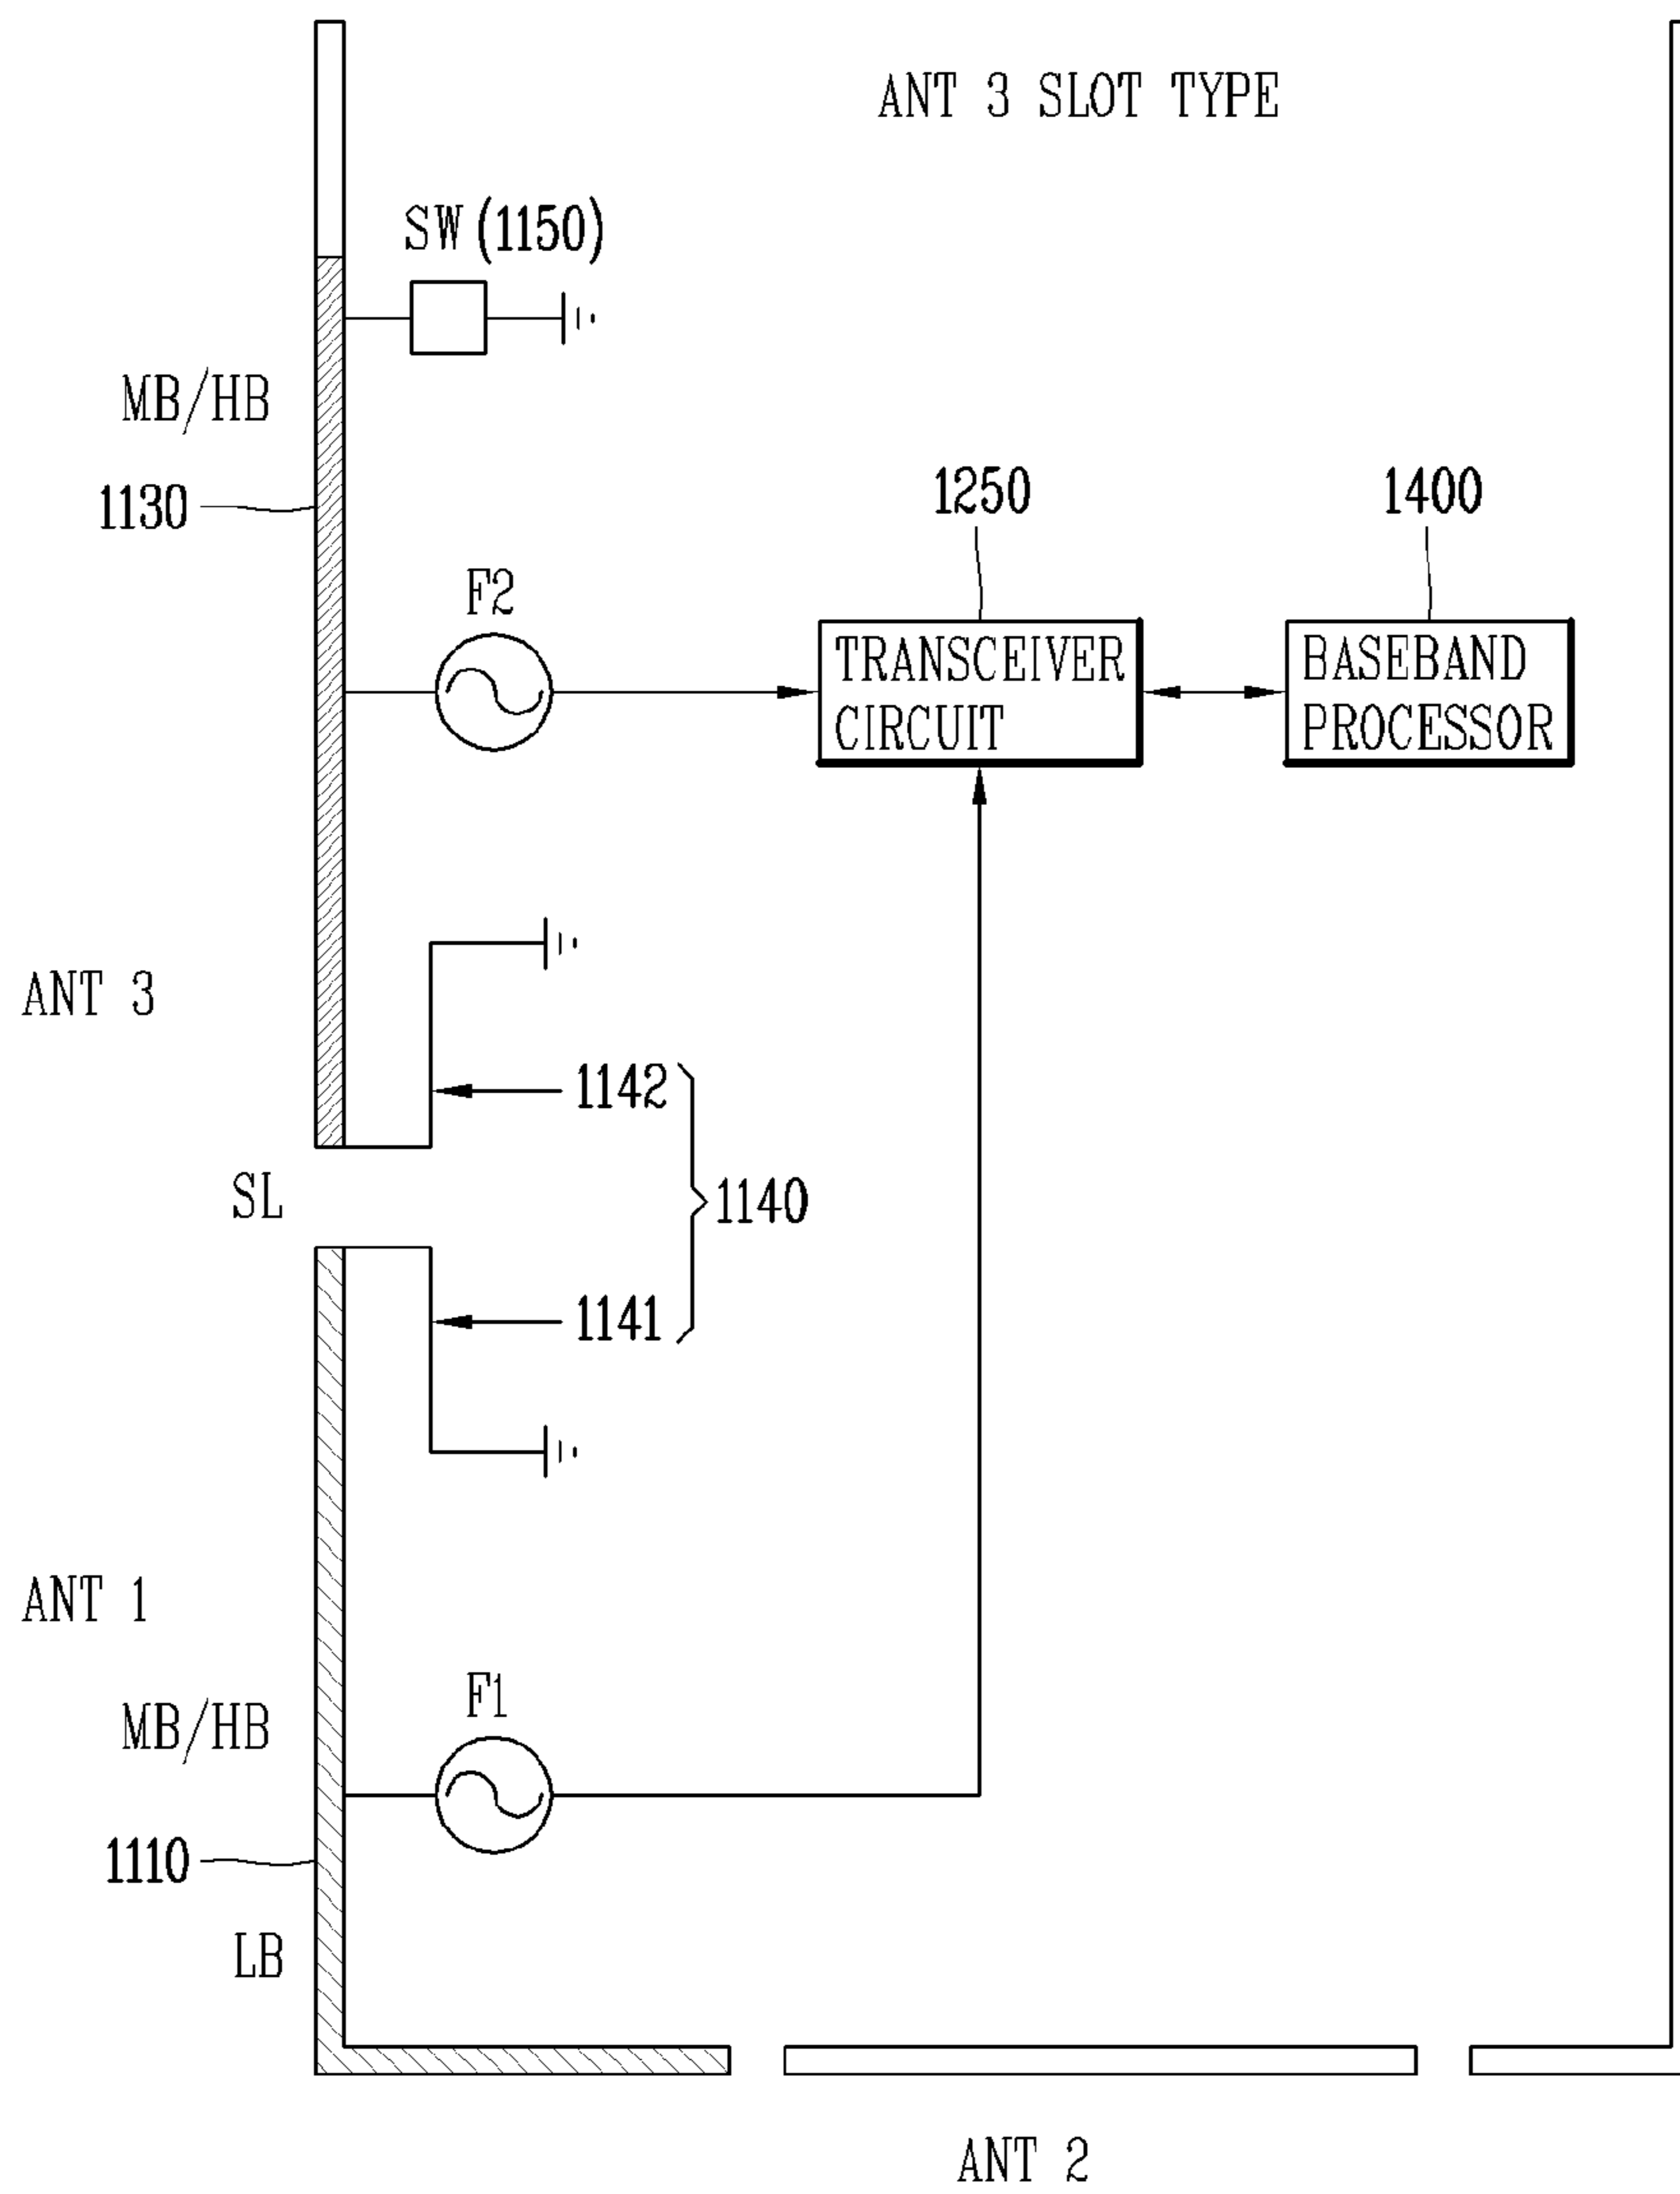 ANT 3 SLOT TYPE
SW (1150)
MB/HB
1130
1250
1400
F2
TRANSCEIVER
CIRCUIT
BASEBAND
PROCESSOR
ANT 3
1142
SL
1140
1141
ANT 1
F1
MB/HB
1110
LB
ANT 2